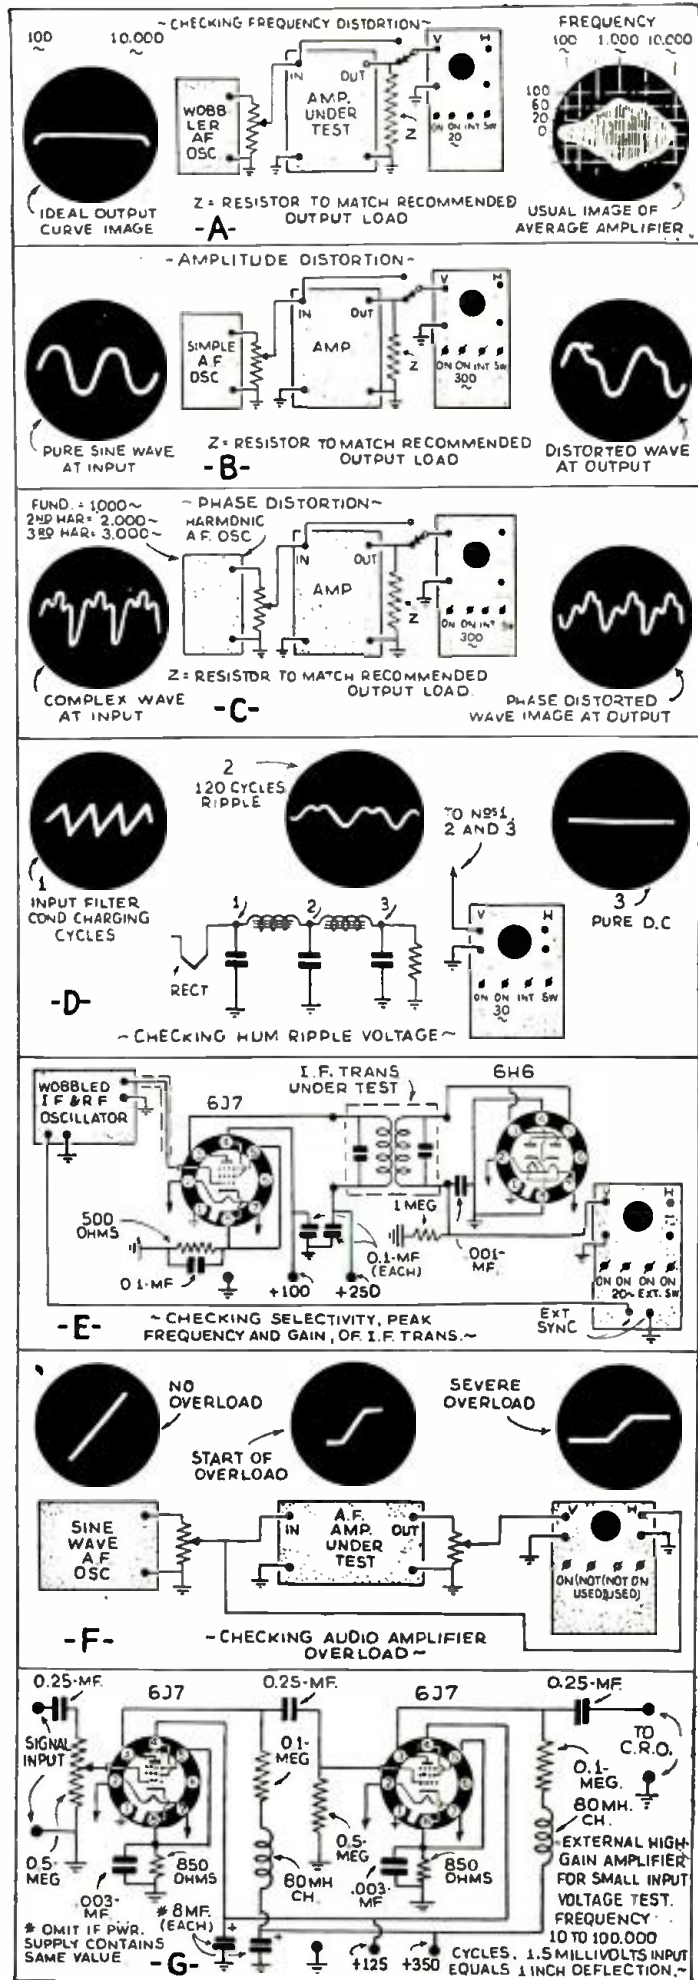 100 10,000
~CHECKING FREQUENCY DISTORTION~
FREQUENCY
100 1,000 10,000
100
60
20
0
WOBB
LER
AF
OSC
IN
OUT
AMP.
UNDER
TEST
Z
V H
ON ON INT SW
20
~
IDEAL OUTPUT
CURVE IMAGE
Z = RESISTOR TO MATCH RECOMMENDED
OUTPUT LOAD
-A-
USUAL IMAGE OF
AVERAGE AMPLIFIER
~AMPLITUDE DISTORTION~
SIMPLE
A.F.
OSC
IN
OUT
AMP
Z
V H
ON ON INT SW
300
~
PURE SINE WAVE
AT INPUT
Z = RESISTOR TO MATCH RECOMMENDED
OUTPUT LOAD
-B-
DISTORTED WAVE
AT OUTPUT
FUND. = 1,000~
2ND HAR = 2,000~
3RD HAR = 3,000~
~PHASE DISTORTION~
HARMONIC
A.F. OSC
IN
OUT
AMP
Z
V H
ON ON INT SW
300
~
COMPLEX WAVE
AT INPUT
Z = RESISTOR TO MATCH RECOMMENDED
OUTPUT LOAD.
-C-
PHASE DISTORTED
WAVE IMAGE AT OUTPUT
2
120 CYCLES
RIPPLE
TO NOS 1,
2 AND 3
1
INPUT FILTER
COND CHARGING
CYCLES
3
PURE D.C
1 2 3
RECT
V H
ON ON INT SW
30
~
-D-
~CHECKING HUM RIPPLE VOLTAGE~
WOBBLED
I F & R F
OSCILLATOR
6J7
I.F. TRANS
UNDER TEST
6H6
500
OHMS
0.1-MF
1 MEG
0.1-MF
(EACH)
.001-
MF.
+100
+250
V H
ON ON ON ON
20~ EXT. SW.
EXT
SYNC
-E-
~CHECKING SELECTIVITY, PEAK
FREQUENCY AND GAIN, OF I.F. TRANS.~
NO
OVERLOAD
START OF
OVERLOAD
SEVERE
OVERLOAD
SINE
WAVE
A.F
OSC
IN
A.F.
AMP.
UNDER
TEST
OUT
V H
ON (NOT (NOT ON
USED) USED)
-F-
~CHECKING AUDIO AMPLIFIER
OVERLOAD~
0.25-MF.
6J7
0.25-MF.
6J7
0.25-MF.
SIGNAL
INPUT
0.5-
MEG
.003-
MF.
850
OHMS
0.1-
MEG
80MH
CH.
0.5-
MEG
.003-
MF
850
OHMS
TO
C.R.O.
0.1-
MEG.
80MH.
CH.
* OMIT IF PWR.
SUPPLY CONTAINS
SAME VALUE
* 8MF.
(EACH)
-G-
+125
+350
EXTERNAL HIGH-
GAIN AMPLIFIER
FOR SMALL INPUT
VOLTAGE TEST.
FREQUENCY
10 TO 100,000
CYCLES. 1.5 MILLIVOLTS INPUT
EQUALS 1 INCH DEFLECTION.~